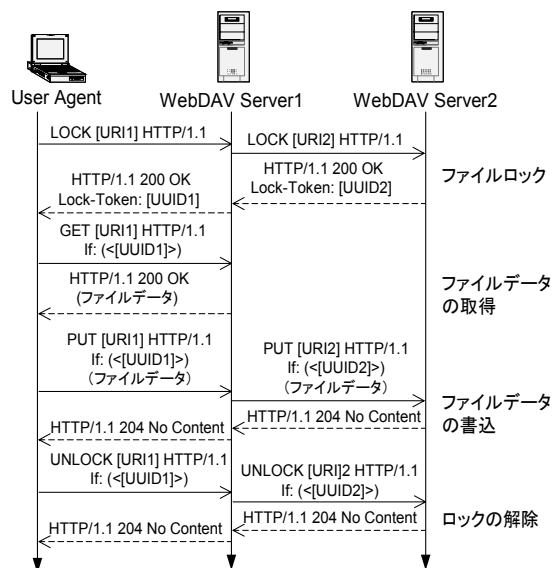 User Agent
WebDAV Server1
WebDAV Server2
LOCK [URI1] HTTP/1.1
LOCK [URI2] HTTP/1.1
HTTP/1.1 200 OK
Lock-Token: [UUID2]
ファイルロック
HTTP/1.1 200 OK
Lock-Token: [UUID1]
GET [URI1] HTTP/1.1
If: (<[UUID1]>)
HTTP/1.1 200 OK
(ファイルデータ)
ファイルデータ
の取得
PUT [URI1] HTTP/1.1
If: (<[UUID1]>)
(ファイルデータ)
PUT [URI2] HTTP/1.1
If: (<[UUID2]>)
(ファイルデータ)
HTTP/1.1 204 No Content
HTTP/1.1 204 No Content
ファイルデータ
の書込
UNLOCK [URI1] HTTP/1.1
If: (<[UUID1]>)
UNLOCK [URI]2 HTTP/1.1
If: (<[UUID2]>)
HTTP/1.1 204 No Content
HTTP/1.1 204 No Content
ロックの解除